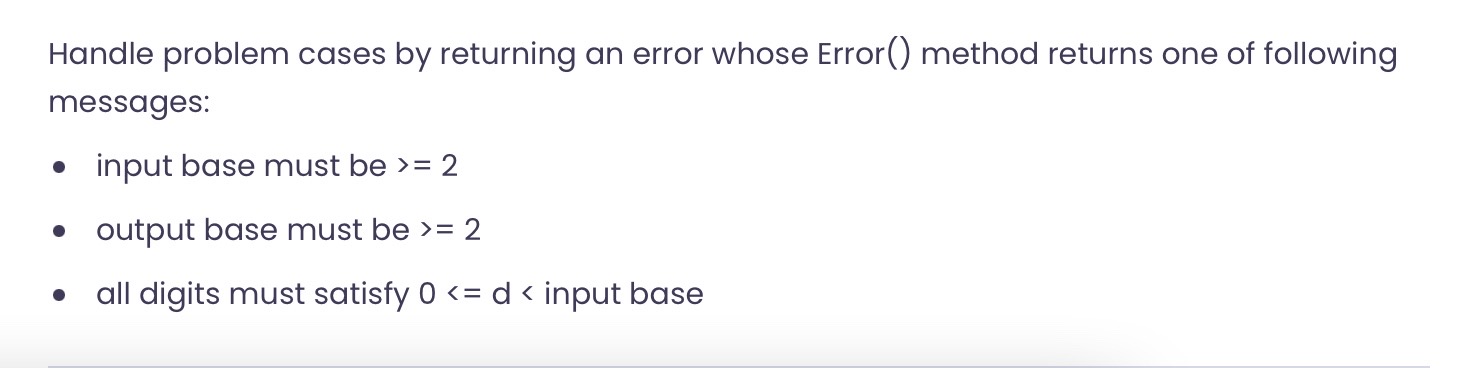 Handle problem cases by returning an error whose Error() method returns one of following
messages:
• input base must be >= 2
• output base must be >= 2
• all digits must satisfy 0 <= d < input base